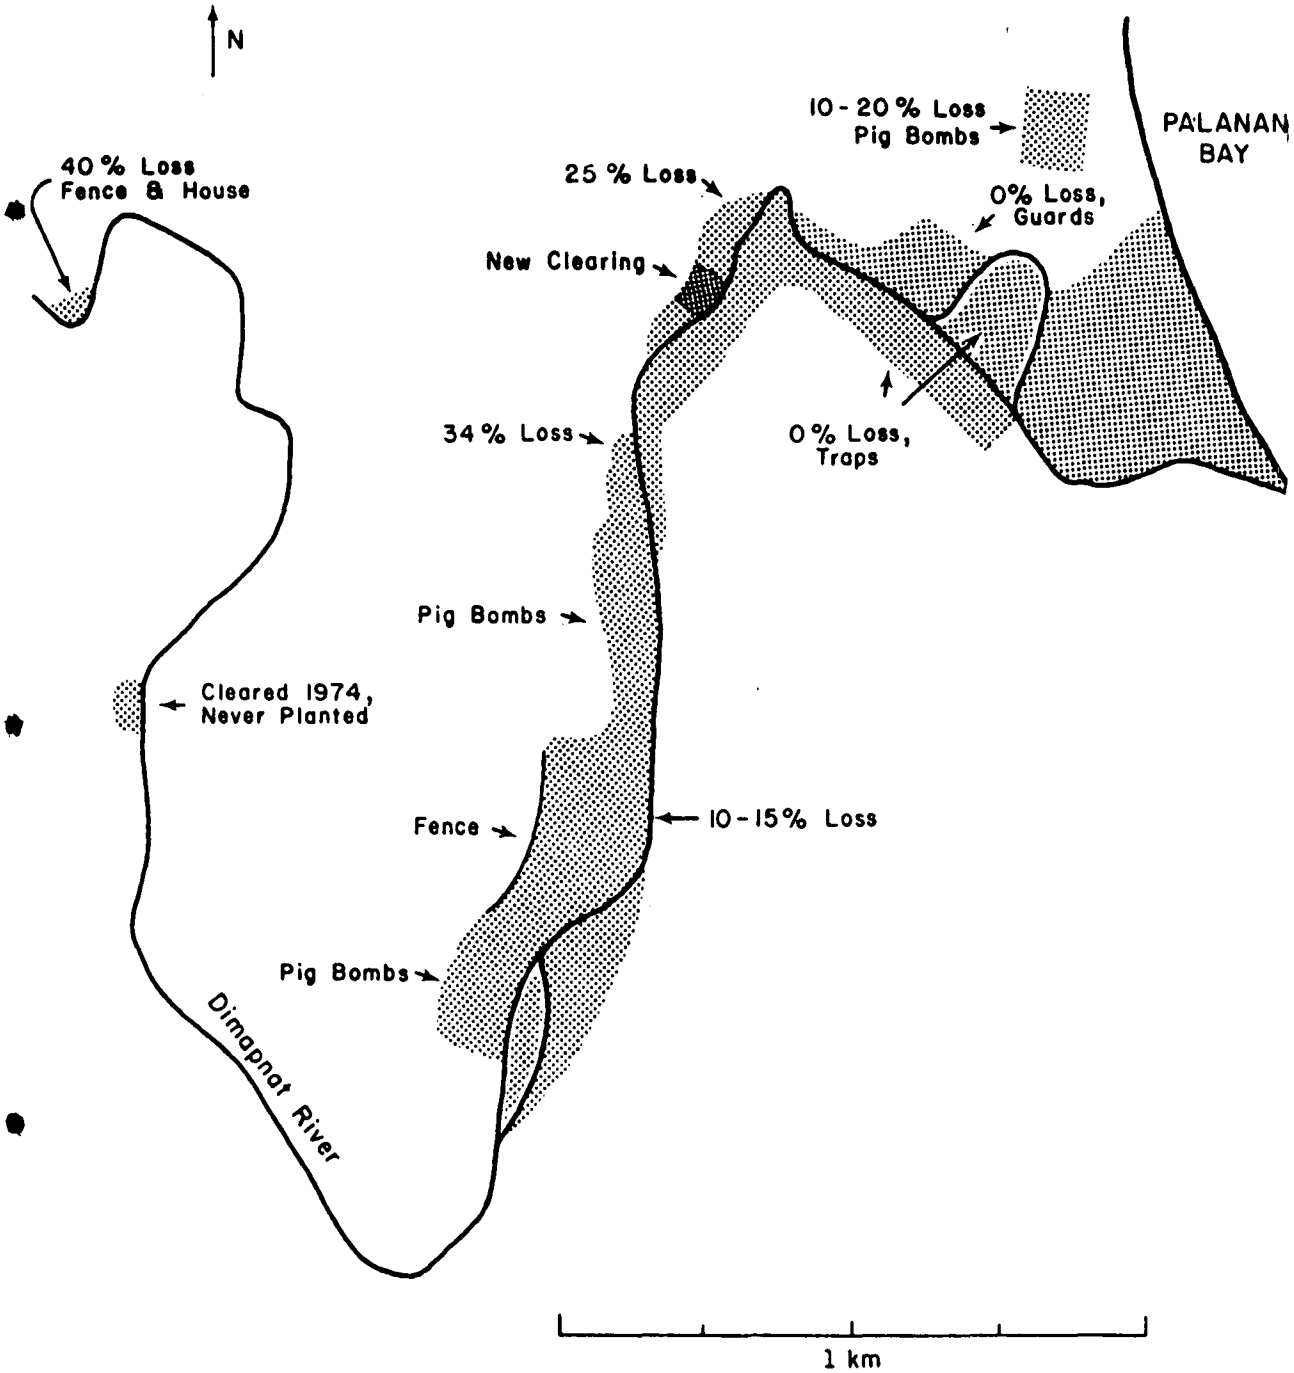 N
10-20% Loss
Pig Bombs
PALANAN
BAY
40% Loss
Fence & House
25% Loss
0% Loss,
Guards
New Clearing
34% Loss
0% Loss,
Traps
Pig Bombs
Cleared 1974,
Never Planted
Fence
10-15% Loss
Pig Bombs
Dimapnat River
1 km